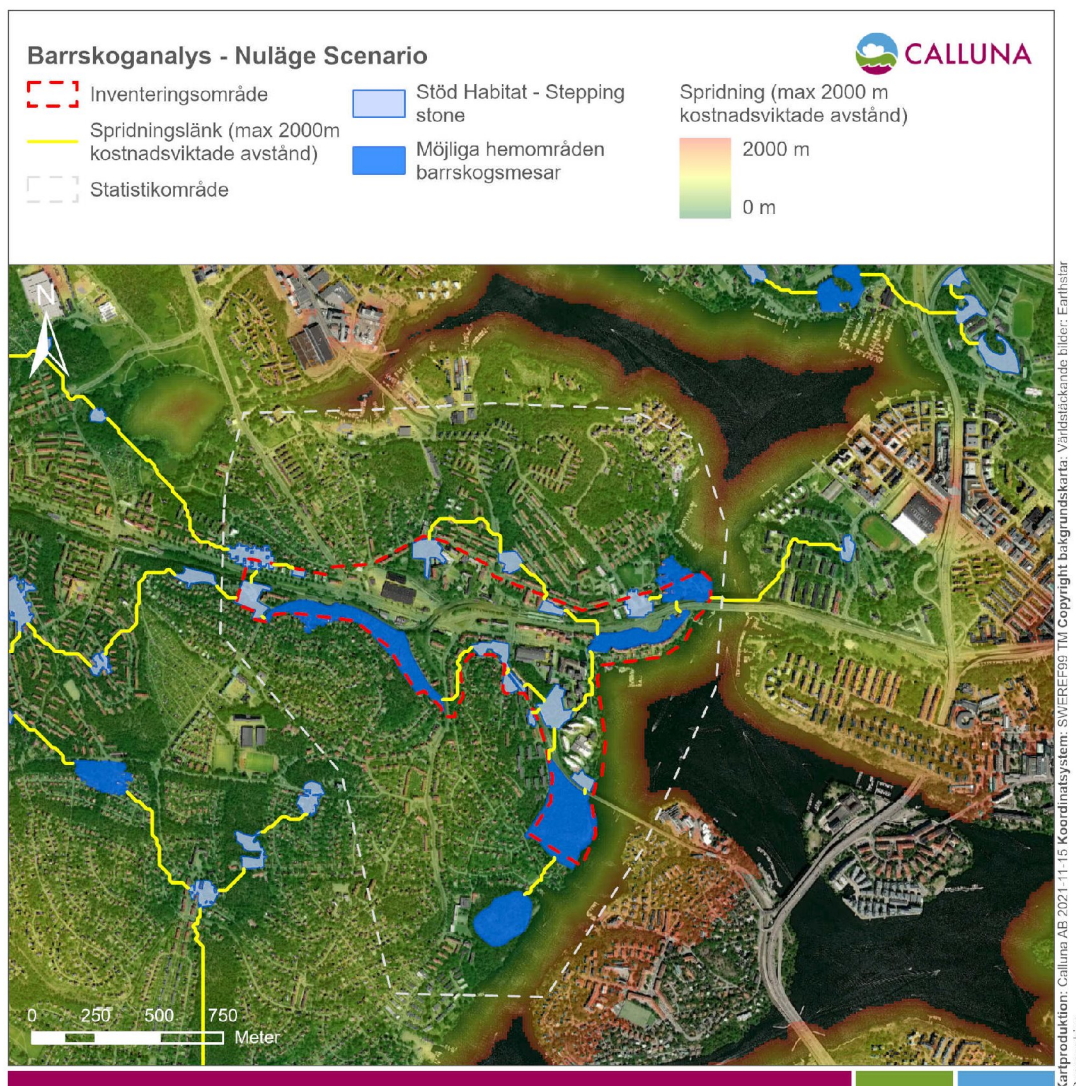 Barrskoganalys - Nuläge Scenario
CALLUNA
Inventeringsområde
Spridningslänk (max 2000m
kostnadsviktade avstånd)
Statistikområde
Stöd Habitat - Stepping
stone
Möjliga hemområden
barrskogsmesar
Spridning (max 2000 m
kostnadsviktade avstånd)
2000 m
0 m
N
0 250 500 750
Meter
Kartproduktion: Calluna AB 2021-11-15 Koordinatsystem: SWEREF99 TM Copyright bakgrundskarta: Världstäckande bilder: Earthstar